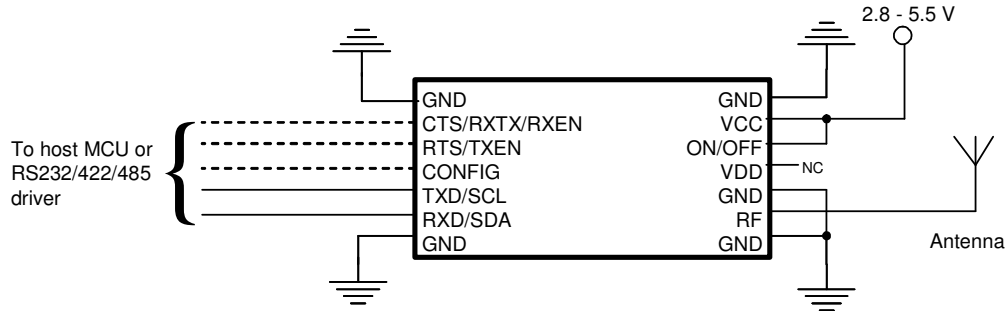 2.8 - 5.5 V
GND
CTS/RXTX/RXEN
RTS/TXEN
CONFIG
TXD/SCL
RXD/SDA
GND
GND
VCC
ON/OFF
VDD
GND
RF
GND
NC
To host MCU or
RS232/422/485
driver
Antenna